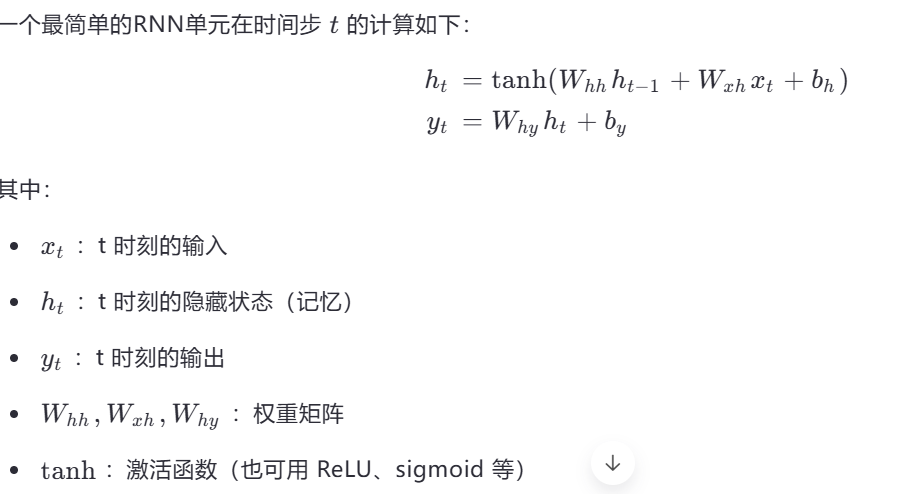 一个最简单的RNN单元在时间步 t 的计算如下：
h_t = tanh(W_{hh} h_{t−1} + W_{xh} x_t + b_h)
y_t = W_{hy} h_t + b_y
其中：
• x_t ： t 时刻的输入
• h_t ： t 时刻的隐藏状态（记忆）
• y_t ： t 时刻的输出
• W_{hh}, W_{xh}, W_{hy} ： 权重矩阵
• tanh ： 激活函数（也可用 ReLU、sigmoid 等）